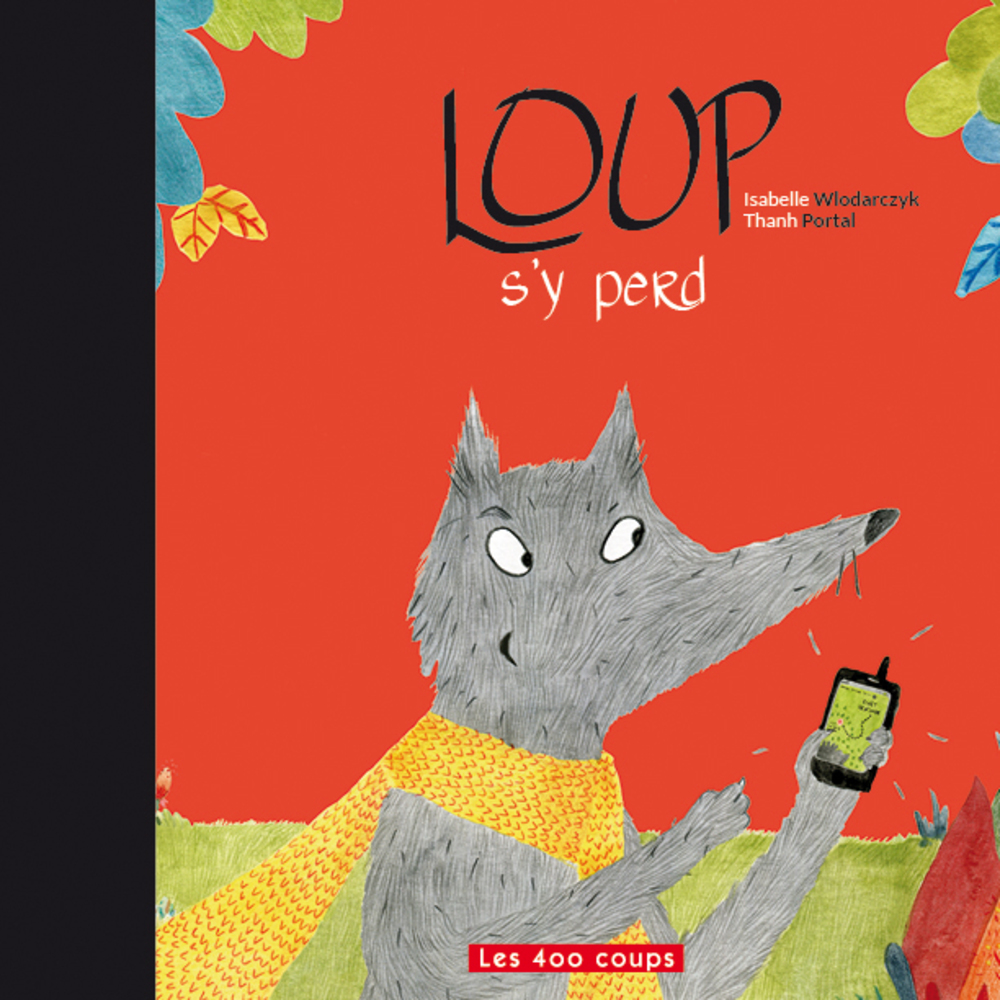 LOUP
Isabelle Wlodarczyk
Thanh Portal
s'y perd
Les 400 coups